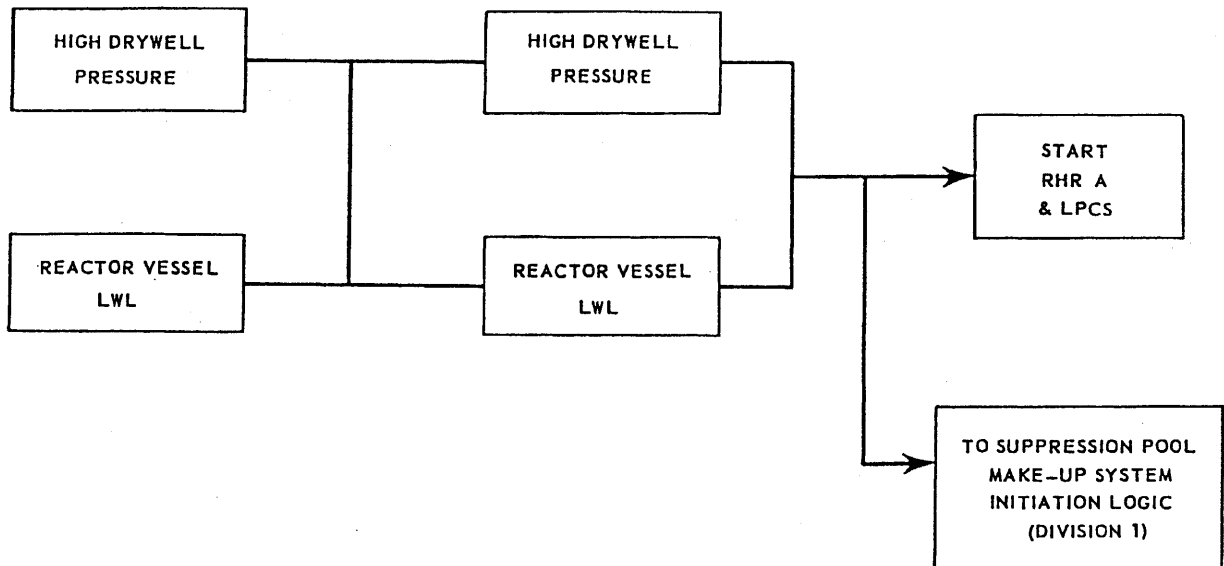 HIGH DRYWELL
PRESSURE
HIGH DRYWELL
PRESSURE
START
RHR A
& LPCS
REACTOR VESSEL
LWL
REACTOR VESSEL
LWL
TO SUPPRESSION POOL
MAKE-UP SYSTEM
INITIATION LOGIC
(DIVISION 1)